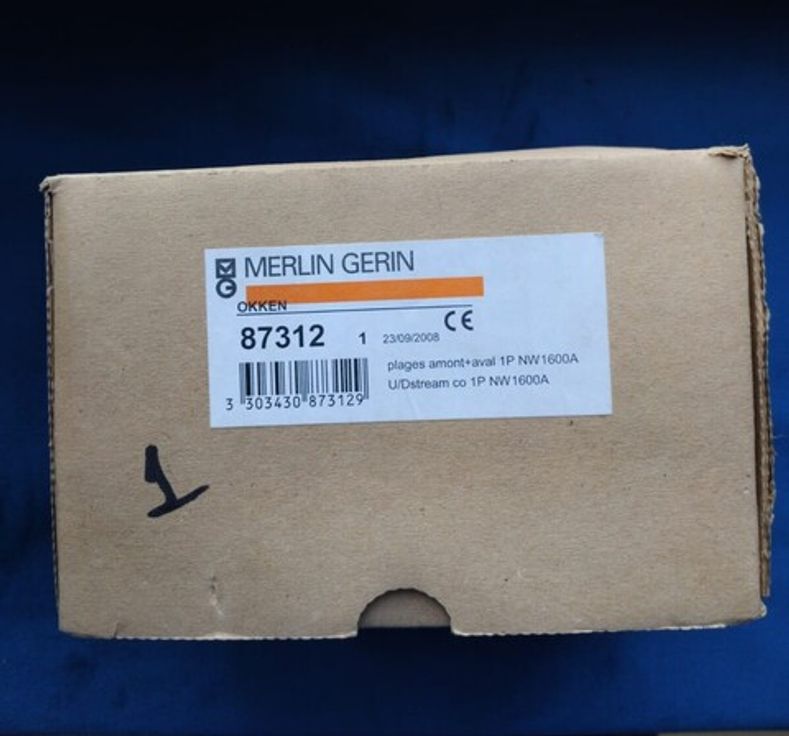 MERLIN GERIN
OKKEN
87312 1 23/09/2008 CE
plages amont+aval 1P NW1600A
U/Dstream co 1P NW1600A
3 303430 873129
1